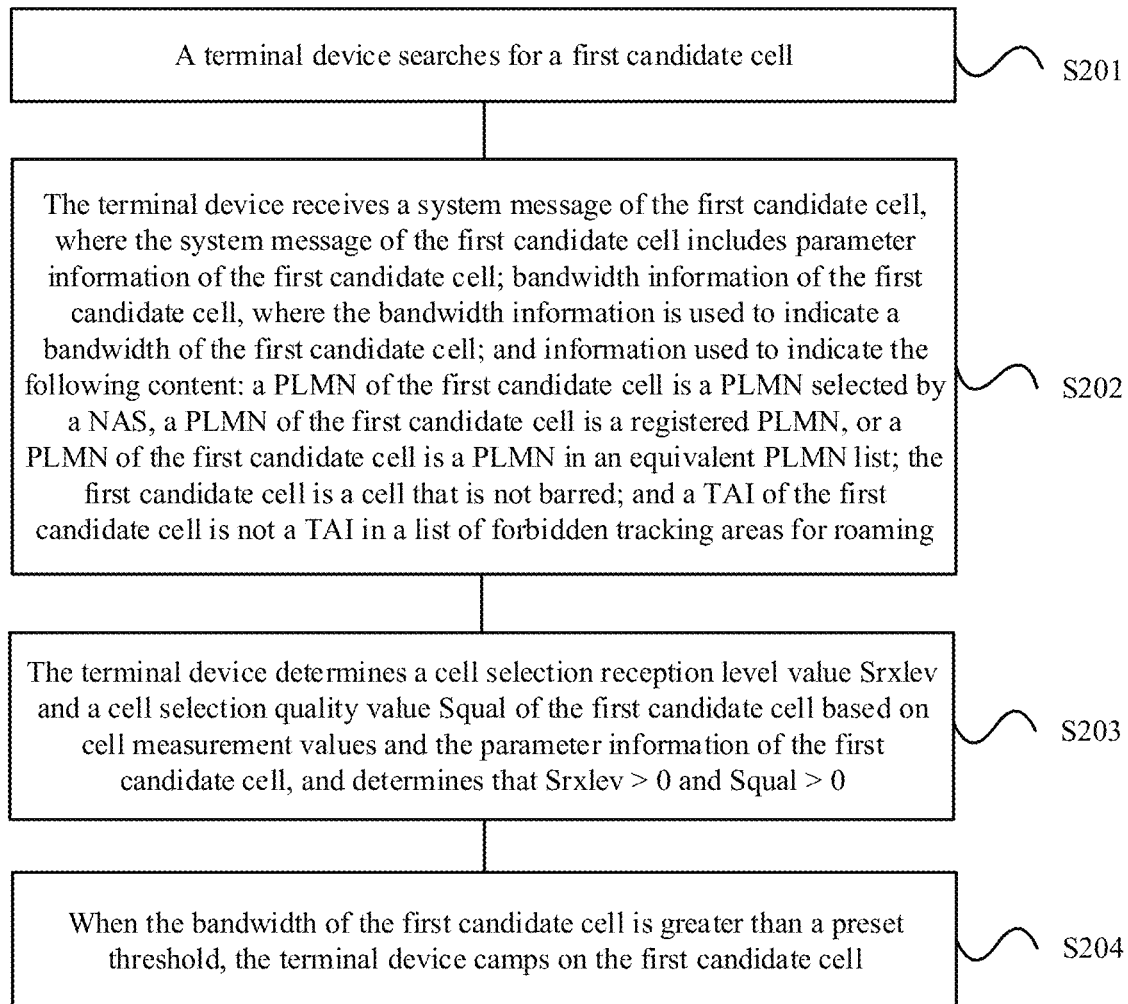 A terminal device searches for a first candidate cell
S201
The terminal device receives a system message of the first candidate cell,
where the system message of the first candidate cell includes parameter
information of the first candidate cell; bandwidth information of the first
candidate cell, where the bandwidth information is used to indicate a
bandwidth of the first candidate cell; and information used to indicate the
following content: a PLMN of the first candidate cell is a PLMN selected by
a NAS, a PLMN of the first candidate cell is a registered PLMN, or a
PLMN of the first candidate cell is a PLMN in an equivalent PLMN list; the
first candidate cell is a cell that is not barred; and a TAI of the first
candidate cell is not a TAI in a list of forbidden tracking areas for roaming
S202
The terminal device determines a cell selection reception level value Srxlev
and a cell selection quality value Squal of the first candidate cell based on
cell measurement values and the parameter information of the first
candidate cell, and determines that Srxlev > 0 and Squal > 0
S203
When the bandwidth of the first candidate cell is greater than a preset
threshold, the terminal device camps on the first candidate cell
S204